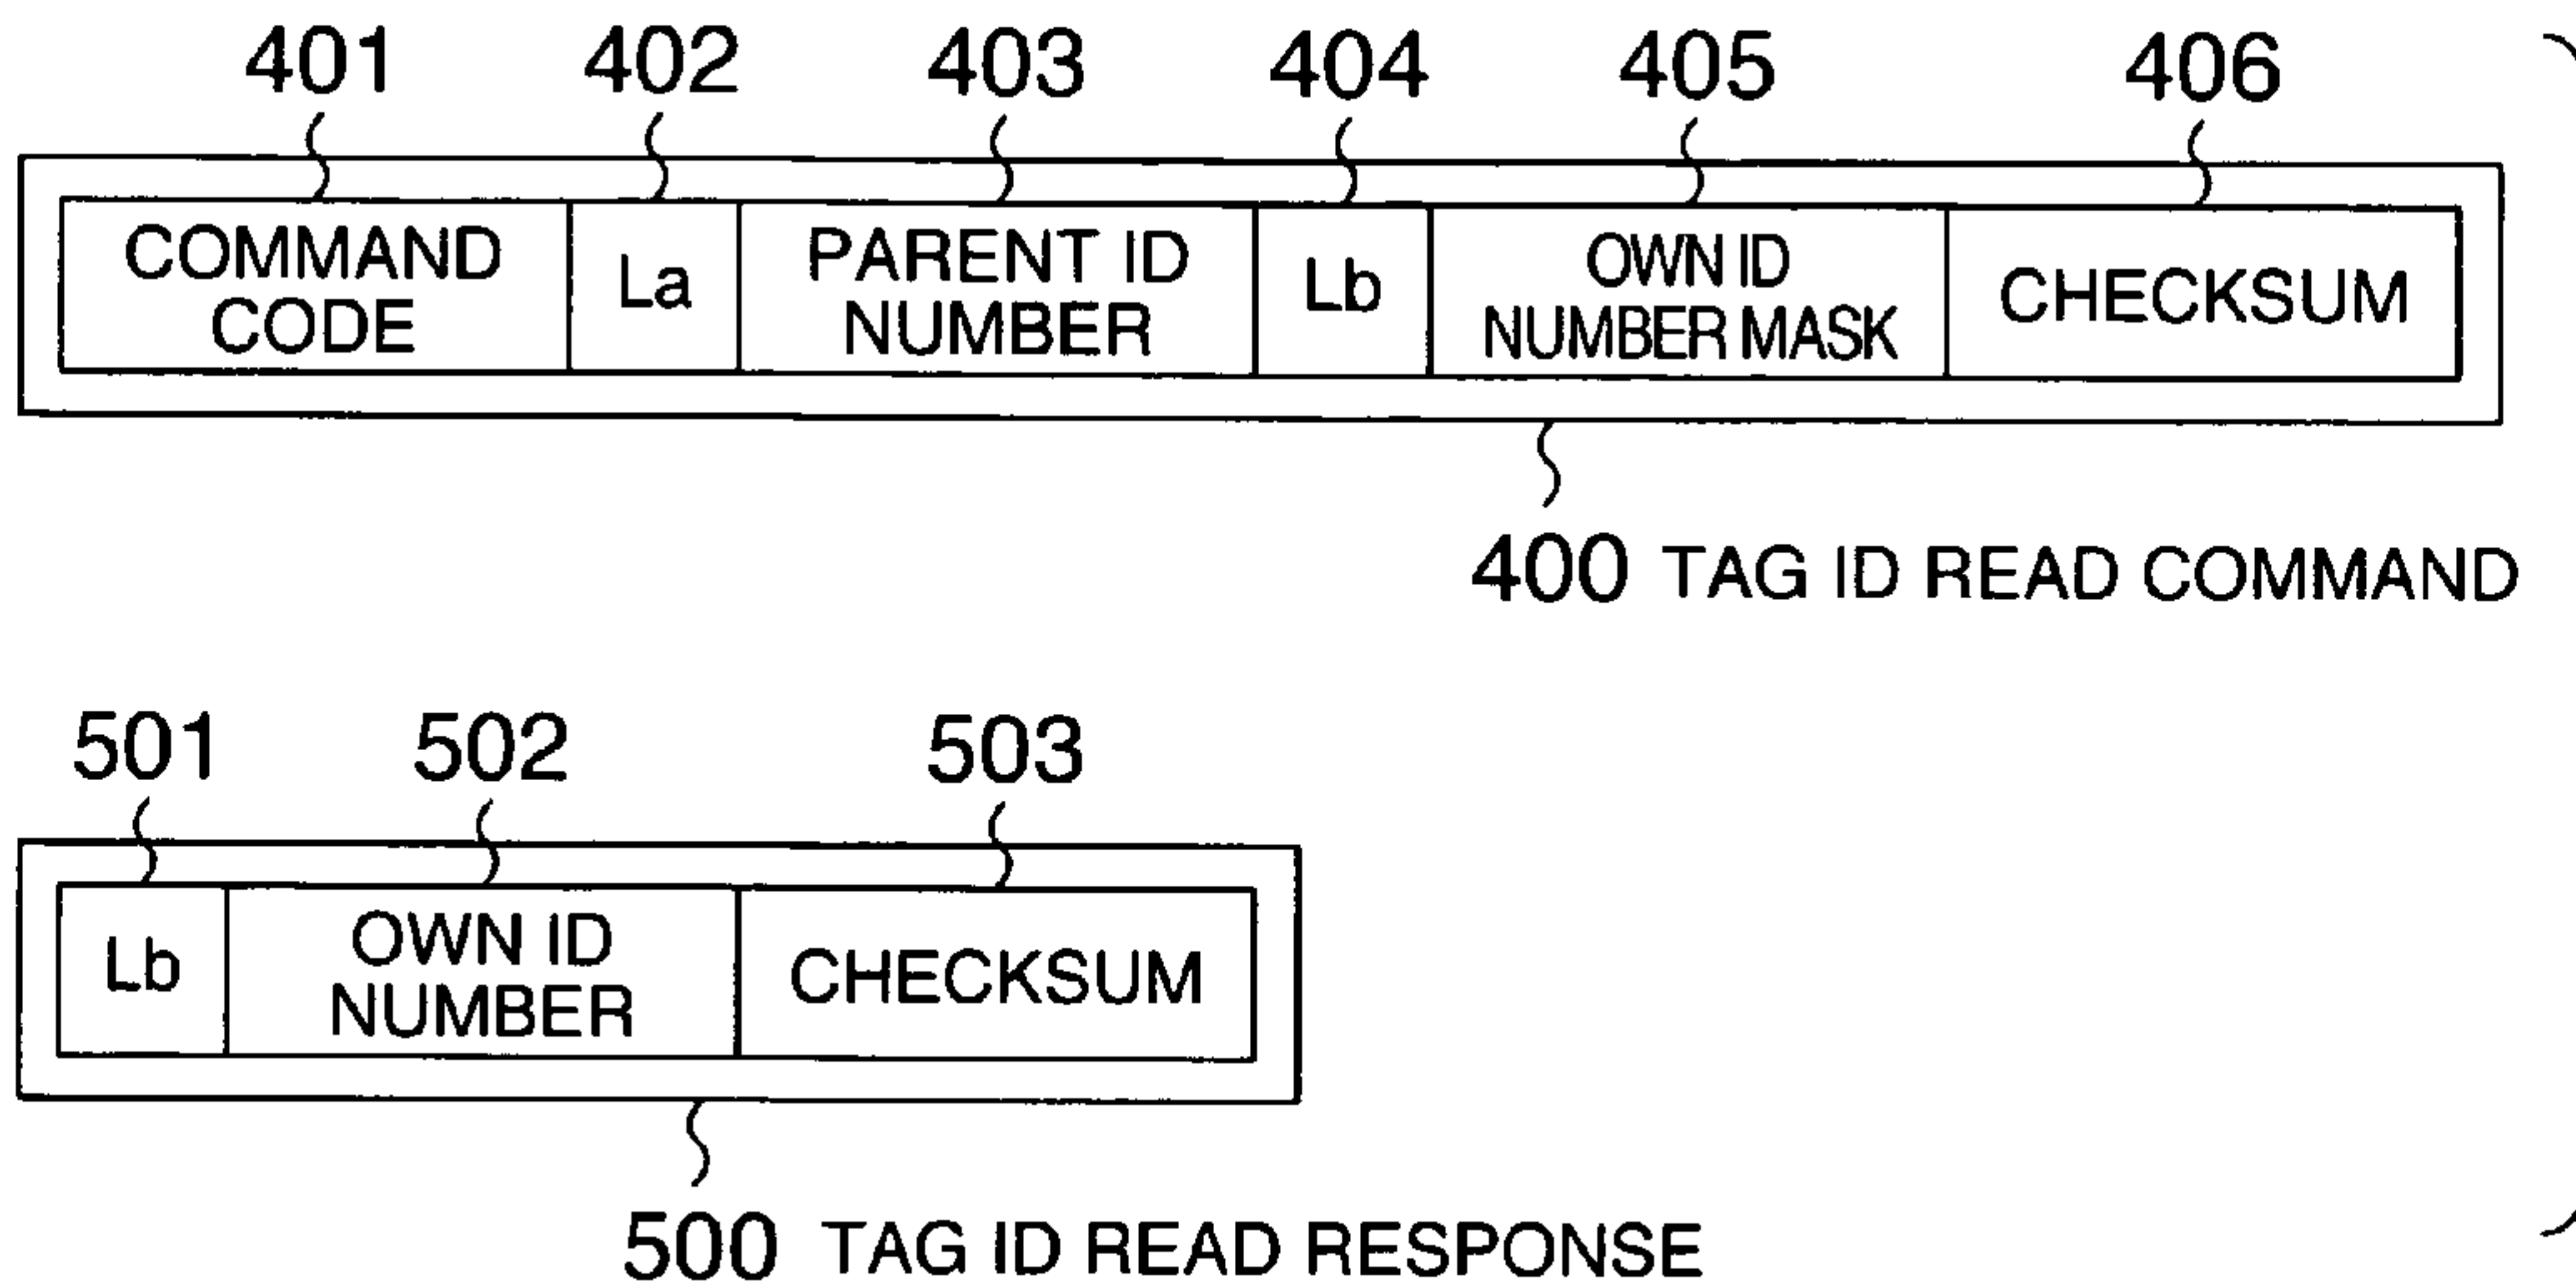 401 402 403 404 405 406
COMMAND CODE La PARENT ID NUMBER Lb OWN ID NUMBER MASK CHECKSUM
400 TAG ID READ COMMAND
501 502 503
Lb OWN ID NUMBER CHECKSUM
500 TAG ID READ RESPONSE